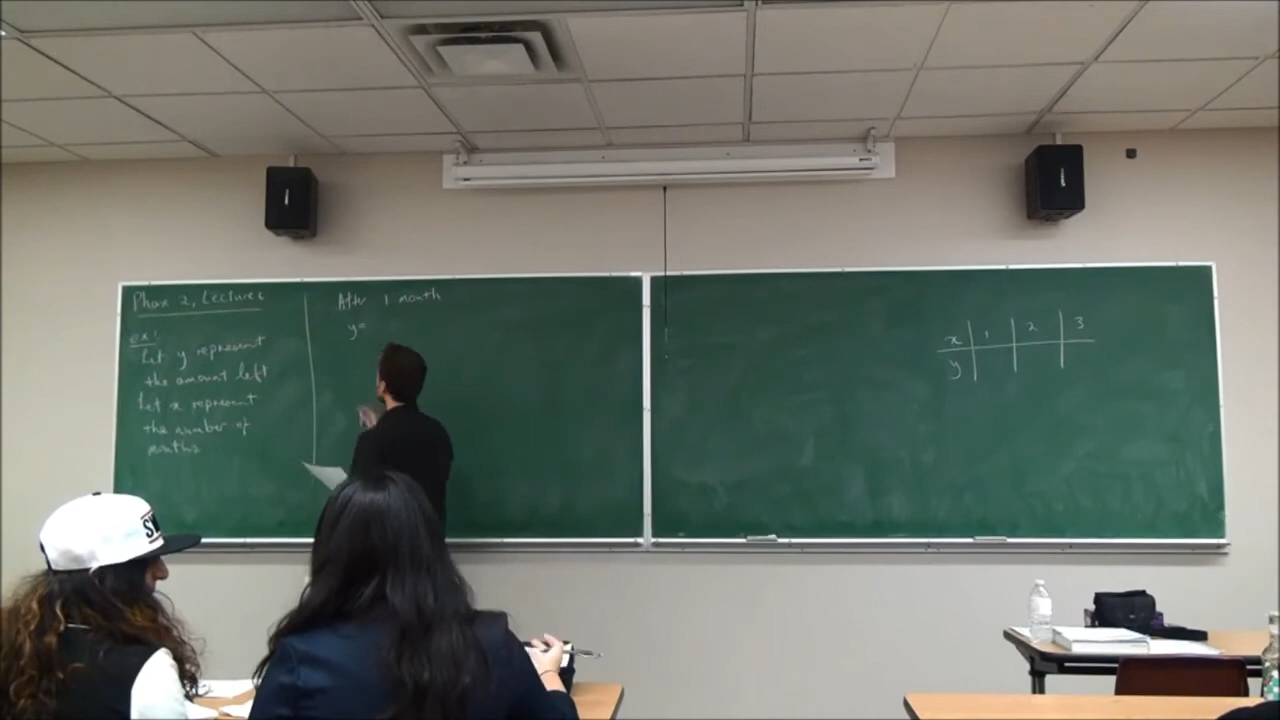 Phase 2, Lecture 6
ex:
Let y represent
the amount left
Let x represent
the number of
months
After 1 month
y=
x 1 2 3
y